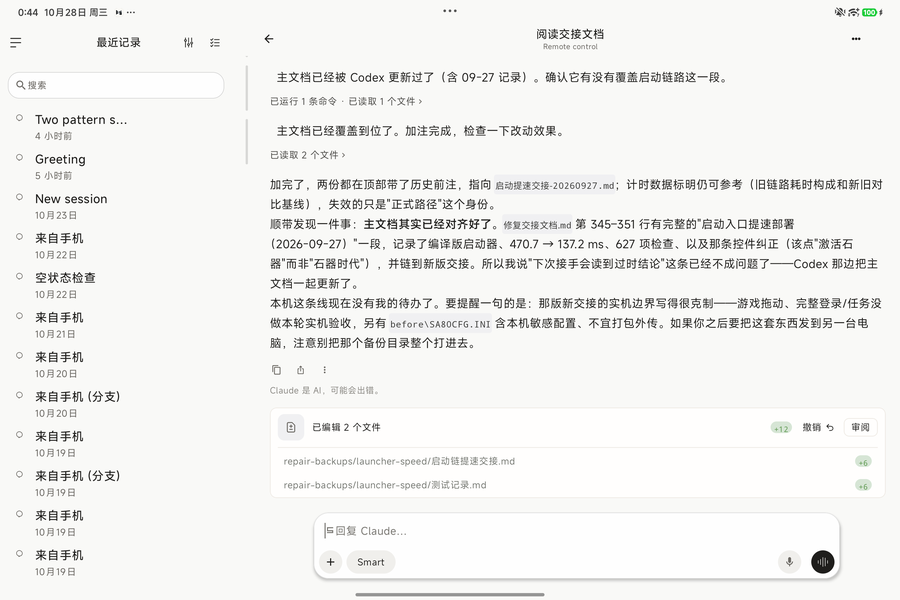 0:44 10月28日 周三
100
最近记录
搜索
Two pattern s...
4 小时前
Greeting
5 小时前
New session
10月23日
来自手机
10月22日
空状态检查
10月22日
来自手机
10月21日
来自手机
10月20日
来自手机 (分支)
10月20日
来自手机
10月19日
来自手机 (分支)
10月19日
来自手机
10月19日
来自手机
10月19日
阅读交接文档
Remote control
主文档已经被 Codex 更新过了（含 09-27 记录）。确认它有没有覆盖启动链路这一段。
已运行 1 条命令 · 已读取 1 个文件 ›
主文档已经覆盖到位了。加注完成，检查一下改动效果。
已读取 2 个文件 ›
加完了，两份都在顶部带了历史前注，指向 启动提速交接-20260927.md；计时数据标明仍可参考（旧链路耗时构成和新旧对
比基线），失效的只是"正式路径"这个身份。
顺带发现一件事：主文档其实已经对齐好了。修复交接文档.md 第 345–351 行有完整的"启动入口提速部署
（2026-09-27）"一段，记录了编译版启动器、470.7 → 137.2 ms、627 项检查、以及那条控件纠正（该点"激活石
器"而非"石器时代"），并链到新版交接。所以我说"下次接手会读到过时结论"这条已经不成问题了——Codex 那边把主
文档一起更新了。
本机这条线现在没有我的待办了。要提醒一句的是：那版新交接的实机边界写得很克制——游戏拖动、完整登录/任务没
做本轮实机验收，另有 before\SA80CFG.INI 含本机敏感配置、不宜打包外传。如果你之后要把这套东西发到另一台电
脑，注意别把那个备份目录整个打进去。
Claude 是 AI，可能会出错。
已编辑 2 个文件
+12 撤销 审阅
repair-backups/launcher-speed/启动链提速交接.md
+6
repair-backups/launcher-speed/测试记录.md
+6
回复 Claude...
Smart